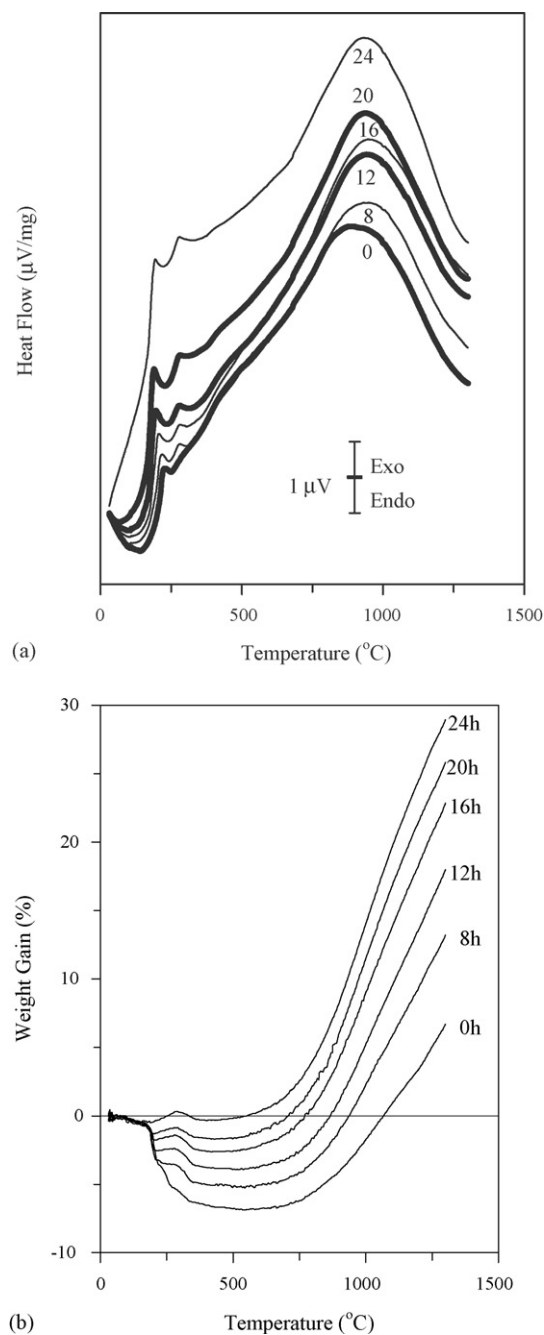 24
20
16
12
8
0
Heat Flow (μV/mg)
1 μV
Exo
Endo
0
500
1000
1500
(a)
Temperature (°C)
30
20
10
0
-10
Weight Gain (%)
24h
20h
16h
12h
8h
0h
0
500
1000
1500
(b)
Temperature (°C)